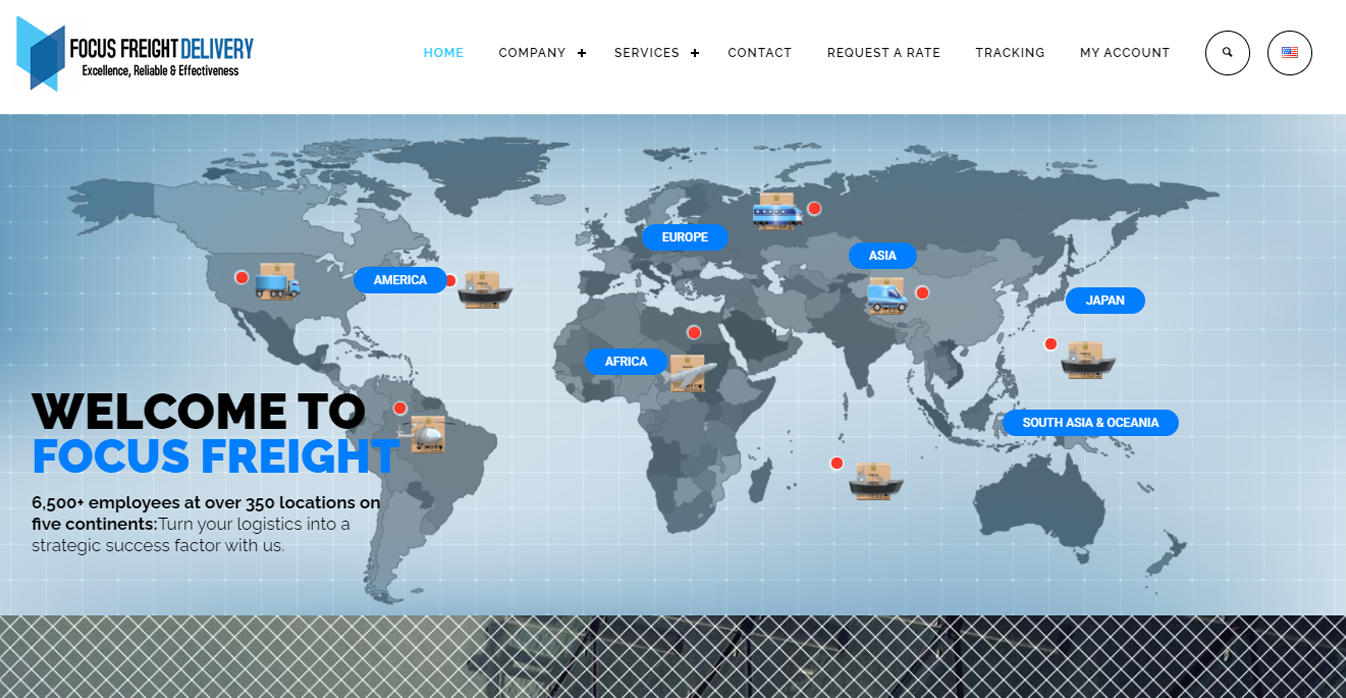 FOCUS FREIGHT DELIVERY
Excellence, Reliable & Effectiveness
HOME COMPANY + SERVICES + CONTACT REQUEST A RATE TRACKING MY ACCOUNT
EUROPE
ASIA
AMERICA
JAPAN
AFRICA
SOUTH ASIA & OCEANIA
WELCOME TO
FOCUS FREIGHT
6,500+ employees at over 350 locations on
five continents:Turn your logistics into a
strategic success factor with us.